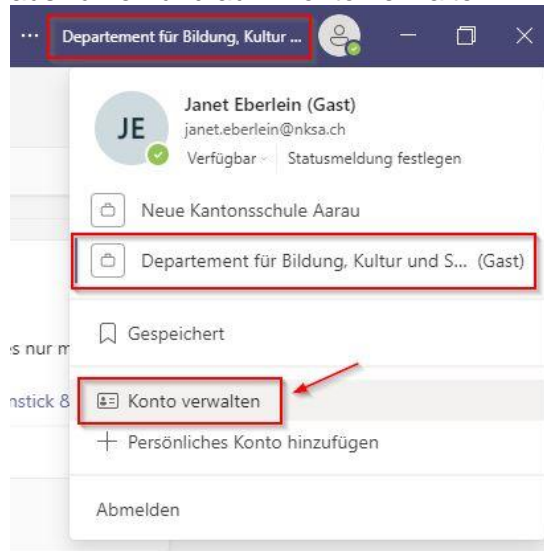 ··· Departement für Bildung, Kultur ...
JE
Janet Eberlein (Gast)
janet.eberlein@nksa.ch
Verfügbar Statusmeldung festlegen
Neue Kantonsschule Aarau
Departement für Bildung, Kultur und S... (Gast)
Gespeichert
s nur m
nstick &
Konto verwalten
Persönliches Konto hinzufügen
Abmelden